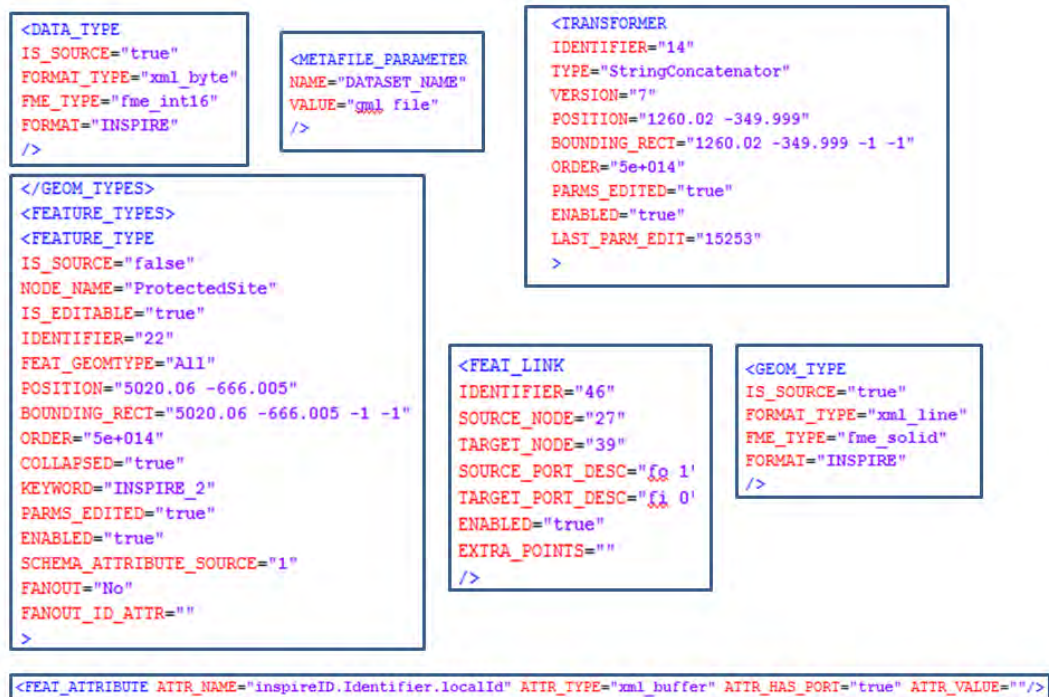 <DATA_TYPE
IS_SOURCE="true"
FORMAT_TYPE="xml_byte"
FME_TYPE="fme_int16"
FORMAT="INSPIRE"
/>
<METAFILE_PARAMETER
NAME="DATASET_NAME"
VALUE="gml file"
/>
<TRANSFORMER
IDENTIFIER="14"
TYPE="StringConcatenator"
VERSION="7"
POSITION="1260.02 -349.999"
BOUNDING_RECT="1260.02 -349.999 -1 -1"
ORDER="5e+014"
PARMS_EDITED="true"
ENABLED="true"
LAST_PARM_EDIT="15253"
>
</GEOM_TYPES>
<FEATURE_TYPES>
<FEATURE_TYPE
IS_SOURCE="false"
NODE_NAME="ProtectedSite"
IS_EDITABLE="true"
IDENTIFIER="22"
FEAT_GEOMTYPE="All"
POSITION="5020.06 -666.005"
BOUNDING_RECT="5020.06 -666.005 -1 -1"
ORDER="5e+014"
COLLAPSED="true"
KEYWORD="INSPIRE_2"
PARMS_EDITED="true"
ENABLED="true"
SCHEMA_ATTRIBUTE_SOURCE="1"
FANOUT="No"
FANOUT_ID_ATTR=""
>
<FEAT_LINK
IDENTIFIER="46"
SOURCE_NODE="27"
TARGET_NODE="39"
SOURCE_PORT_DESC="fo 1'
TARGET_PORT_DESC="fi 0'
ENABLED="true"
EXTRA_POINTS=""
/>
<GEOM_TYPE
IS_SOURCE="true"
FORMAT_TYPE="xml_line"
FME_TYPE="fme_solid"
FORMAT="INSPIRE"
/>
<FEAT_ATTRIBUTE ATTR_NAME="inspireID.Identifier.localId" ATTR_TYPE="xml_buffer" ATTR_HAS_PORT="true" ATTR_VALUE=""/>